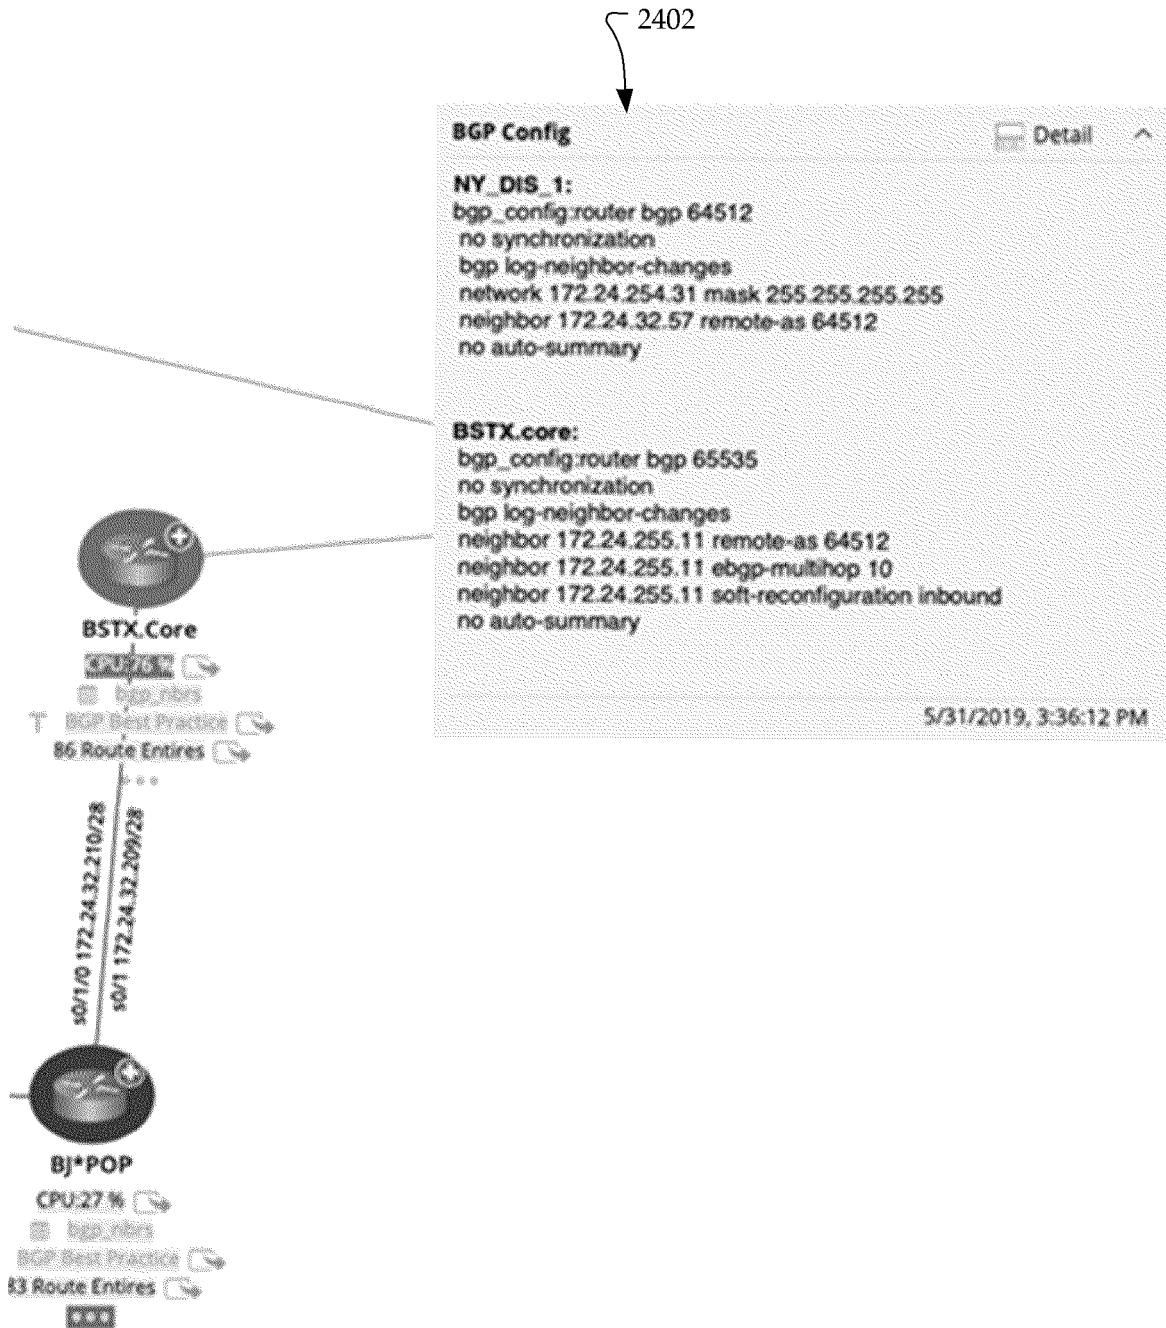 2402
BGP Config
Detail
NY_DIS_1:
bgp_config:router bgp 64512
no synchronization
bgp log-neighbor-changes
network 172.24.254.31 mask 255.255.255.255
neighbor 172.24.32.57 remote-as 64512
no auto-summary
BSTX.core:
bgp_config:router bgp 65535
no synchronization
bgp log-neighbor-changes
neighbor 172.24.255.11 remote-as 64512
neighbor 172.24.255.11 ebgp-multihop 10
neighbor 172.24.255.11 soft-reconfiguration inbound
no auto-summary
5/31/2019, 3:36:12 PM
BSTX.Core
CPU:76 %
bgp_nbrs
T BGP Best Practice
86 Route Entires
s0/1/0 172.24.32.210/28
s0/1 172.24.32.209/28
BJ*POP
CPU:27 %
bgp_nbrs
BGP Best Practice
83 Route Entires